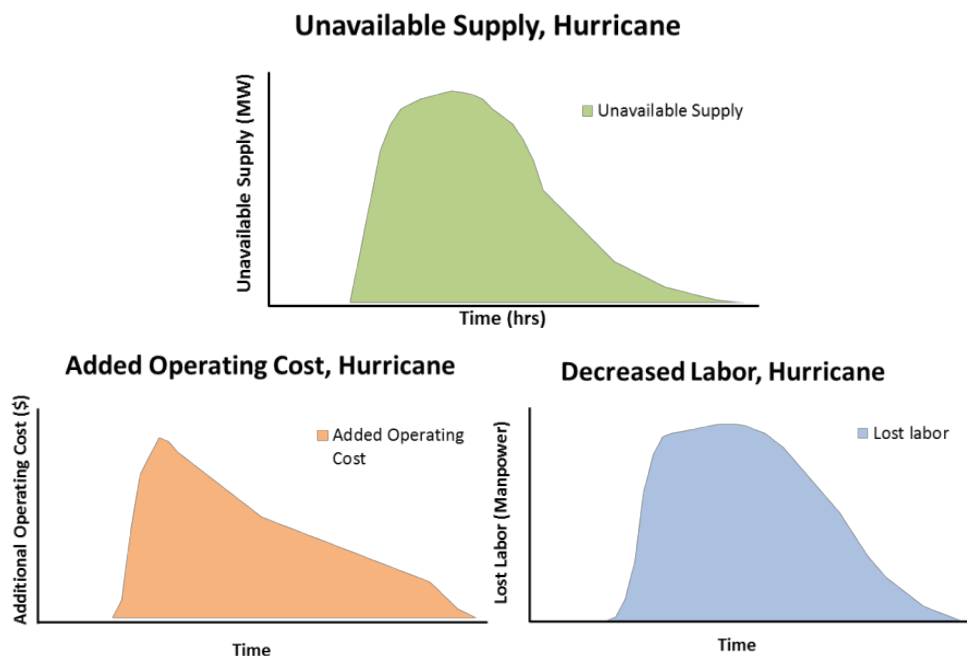 Unavailable Supply, Hurricane
Unavailable Supply (MW)
Unavailable Supply
Time (hrs)
Added Operating Cost, Hurricane
Additional Operating Cost ($)
Added Operating
Cost
Time
Decreased Labor, Hurricane
Lost Labor (Manpower)
Lost labor
Time